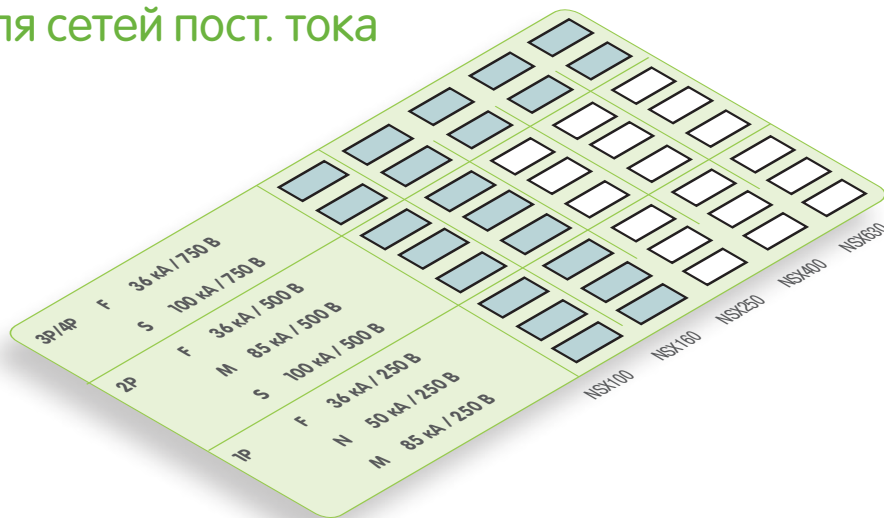 ля сетей пост. тока
3P/4P F 36 кА / 750 В
S 100 кА / 750 В
2P F 36 кА / 500 В
M 85 кА / 500 В
S 100 кА / 500 В
1P F 36 кА / 250 В
N 50 кА / 250 В
M 85 кА / 250 В
NSX100
NSX160
NSX250
NSX400
NSX630